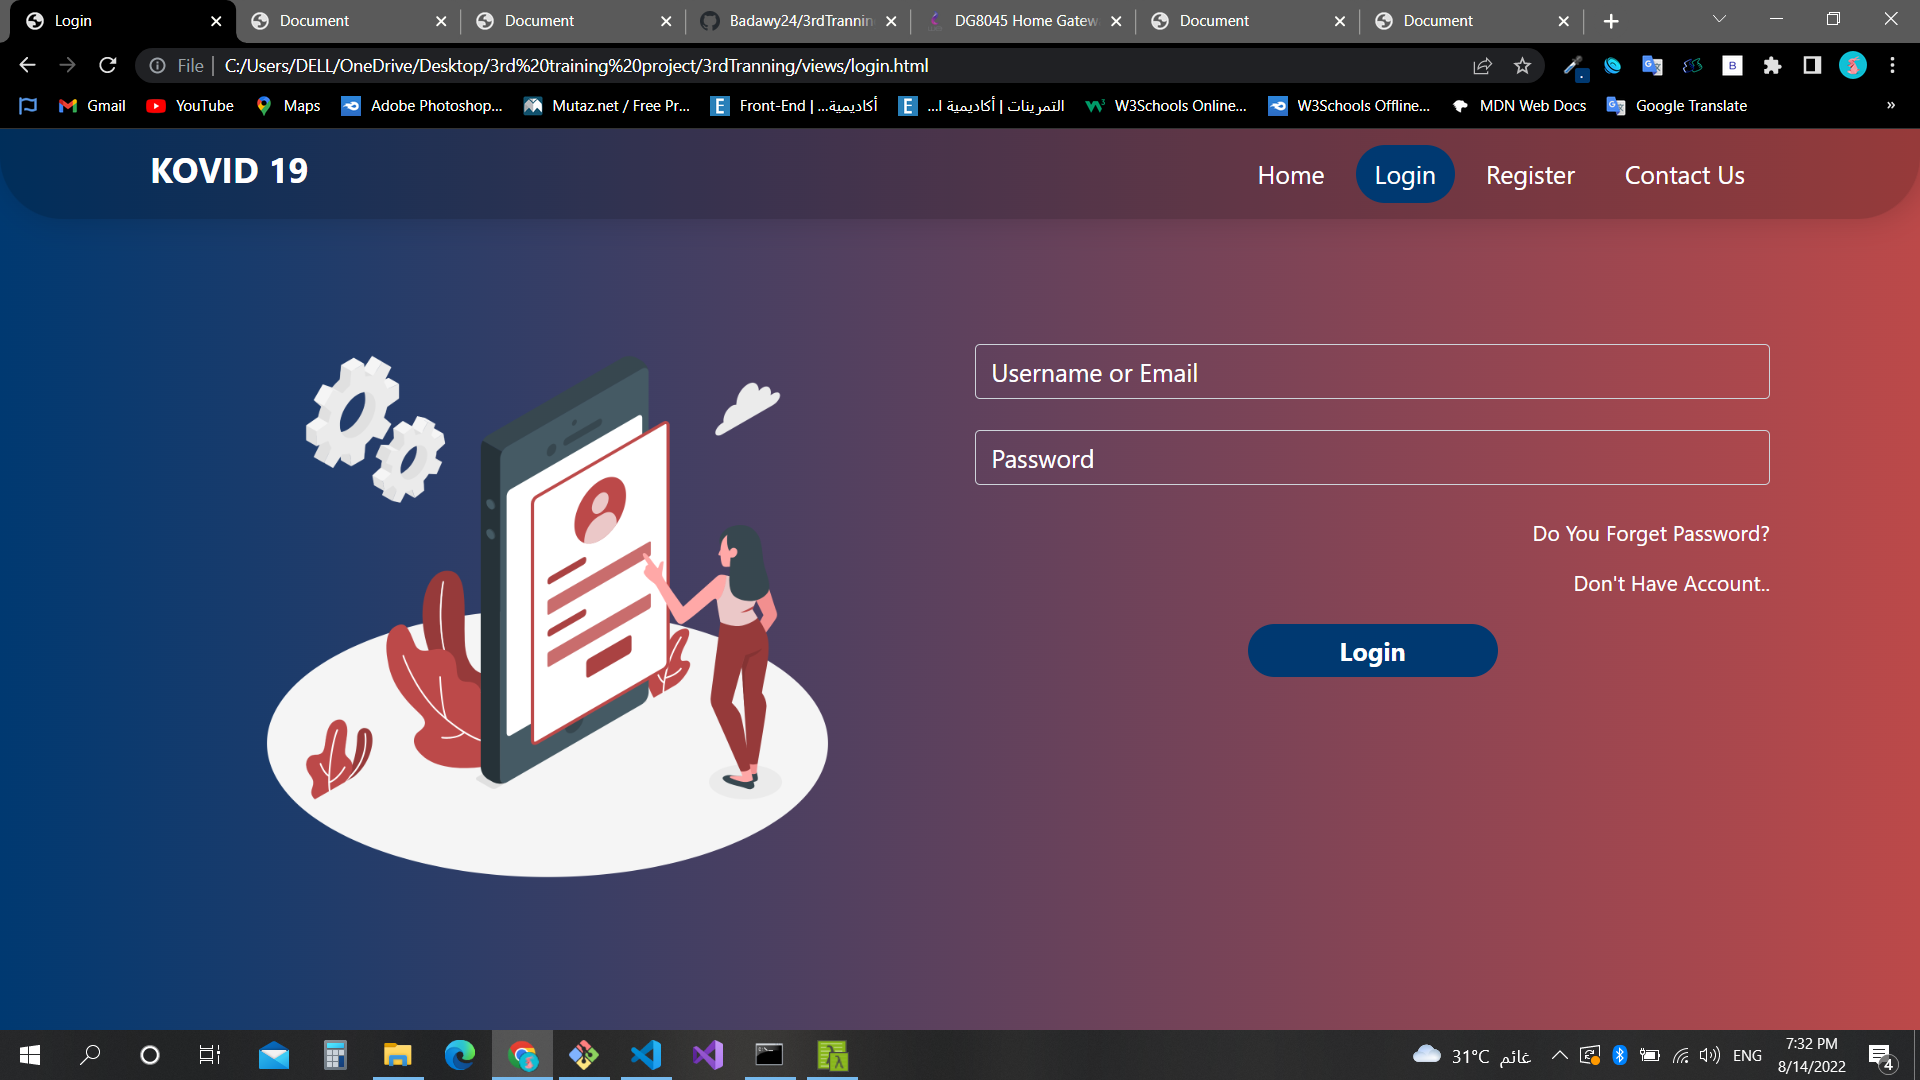 Login
Document
Document
Badawy24/3rdTrannin
DG8045 Home Gatew
Document
Document
File
C:/Users/DELL/OneDrive/Desktop/3rd%20training%20project/3rdTranning/views/login.html
Gmail
YouTube
Maps
Adobe Photoshop...
Mutaz.net / Free Pr...
Front-End | أكاديمية...
التمرينات | أكاديمية ا...
W3Schools Online...
W3Schools Offline...
MDN Web Docs
Google Translate
»
KOVID 19
Home
Login
Register
Contact Us
Username or Email
Password
Do You Forget Password?
Don't Have Account..
Login
31°C غائم
ENG
7:32 PM
8/14/2022
4